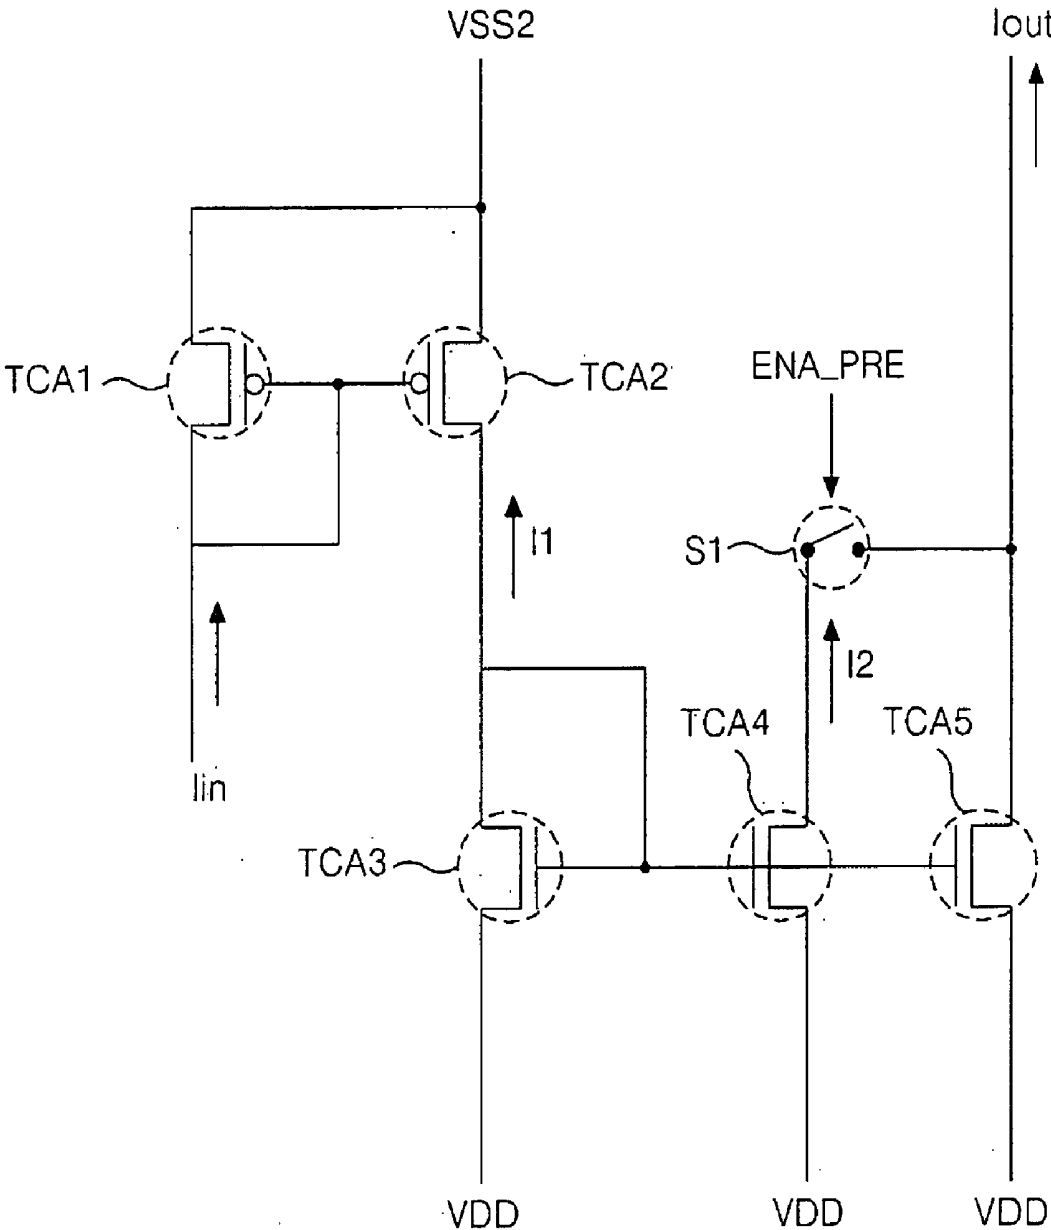 VSS2
Iout
TCA1
TCA2
ENA_PRE
I1
S1
I2
Iin
TCA4
TCA5
TCA3
VDD
VDD
VDD